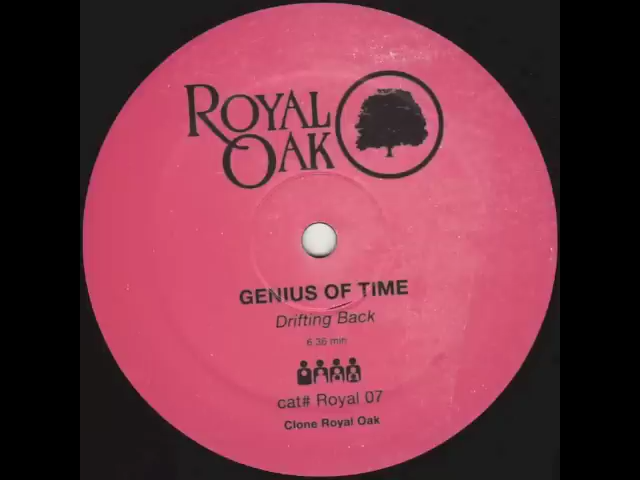 ROYAL
OAK
GENIUS OF TIME
Drifting Back
6.36 min
cat# Royal 07
Clone Royal Oak